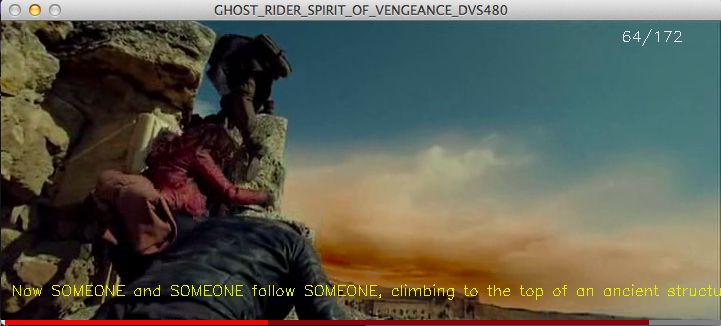 GHOST_RIDER_SPIRIT_OF_VENGEANCE_DVS480
64/172
Now SOMEONE and SOMEONE follow SOMEONE, climbing to the top of an ancient structu